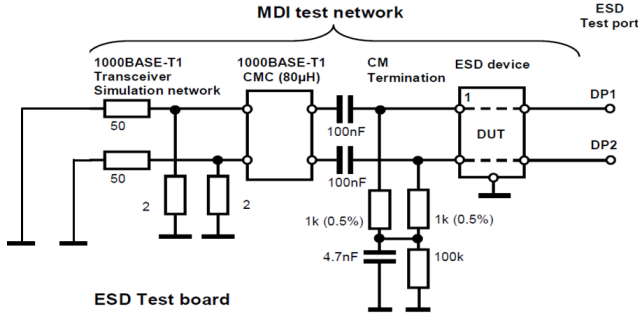 MDI test network
ESD
Test port
1000BASE-T1
Transceiver
Simulation network
1000BASE-T1
CMC (80µH)
CM
Termination
ESD device
50
100nF
1
DUT
DP1
DP2
50
100nF
2
2
1k (0.5%)
1k (0.5%)
4.7nF
100k
ESD Test board